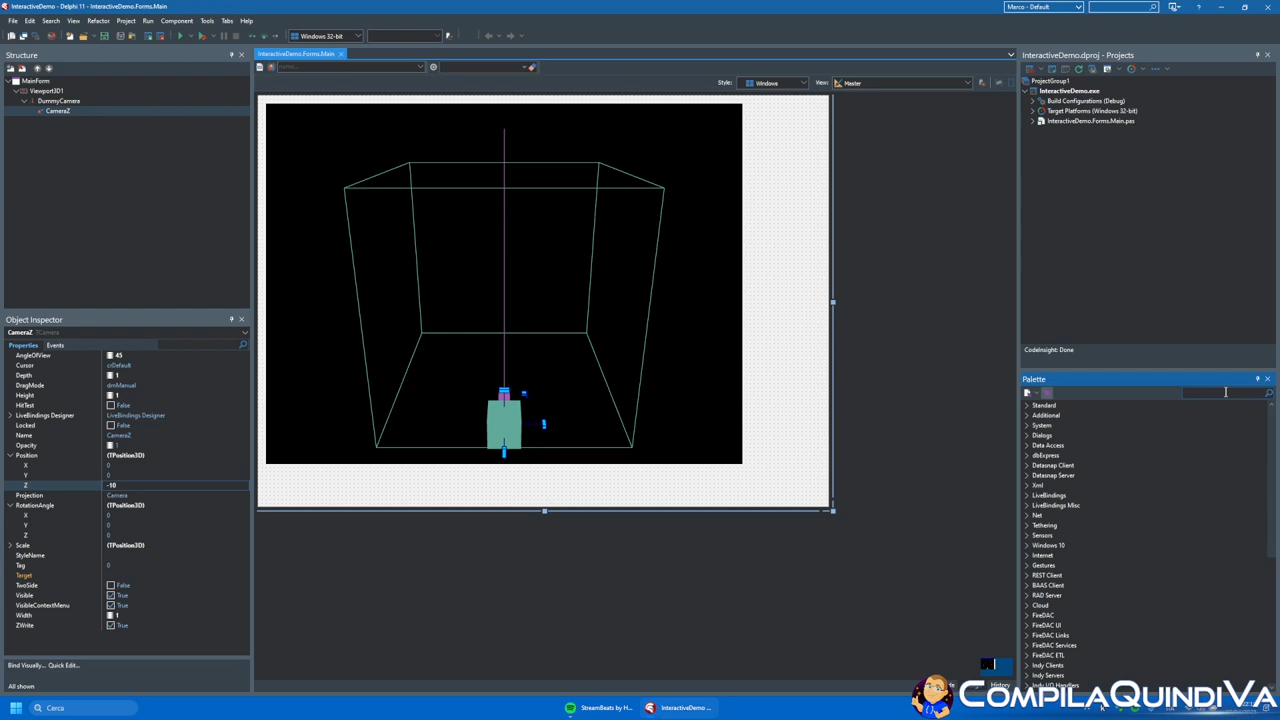 InteractiveDemo - Delphi 11 - InteractiveDemo.Forms.Main
Marco - Default
File Edit Search View Refactor Project Run Component Tools Tabs Help
Windows 32-bit
Structure
MainForm
Viewport3D1
DummyCamera
CameraZ
InteractiveDemo.Forms.Main
Style: Windows View: Master
Object Inspector
CameraZ TCamera
Properties Events
AngleOfView 45
Cursor crDefault
Depth 1
DragMode dmManual
Height 1
HitTest False
LiveBindings Designer LiveBindings Designer
Locked False
Name CameraZ
Opacity 1
Position (TPosition3D)
X 0
Y 0
Z -10
Projection Camera
RotationAngle (TPosition3D)
X 0
Y 0
Z 0
Scale (TPosition3D)
StyleName
Tag 0
Target
TwoSide False
Visible True
VisibleContextMenu True
Width 1
ZWrite True
Bind Visually... Quick Edit...
All shown
InteractiveDemo.dproj - Projects
ProjectGroup1
InteractiveDemo.exe
Build Configurations (Debug)
Target Platforms (Windows 32-bit)
InteractiveDemo.Forms.Main.pas
CodeInsight: Done
Palette
Standard
Additional
System
Dialogs
Data Access
dbExpress
Datasnap Client
Datasnap Server
Xml
LiveBindings
LiveBindings Misc
Net
Tethering
Sensors
Windows 10
Internet
Gestures
REST Client
BAAS Client
RAD Server
Cloud
FireDAC
FireDAC UI
FireDAC Links
FireDAC Services
FireDAC ETL
Indy Clients
Indy Servers
Indy I/O Handlers
History
CompilaQuindiVa
Cerca
StreamBeats by H...
InteractiveDemo ...